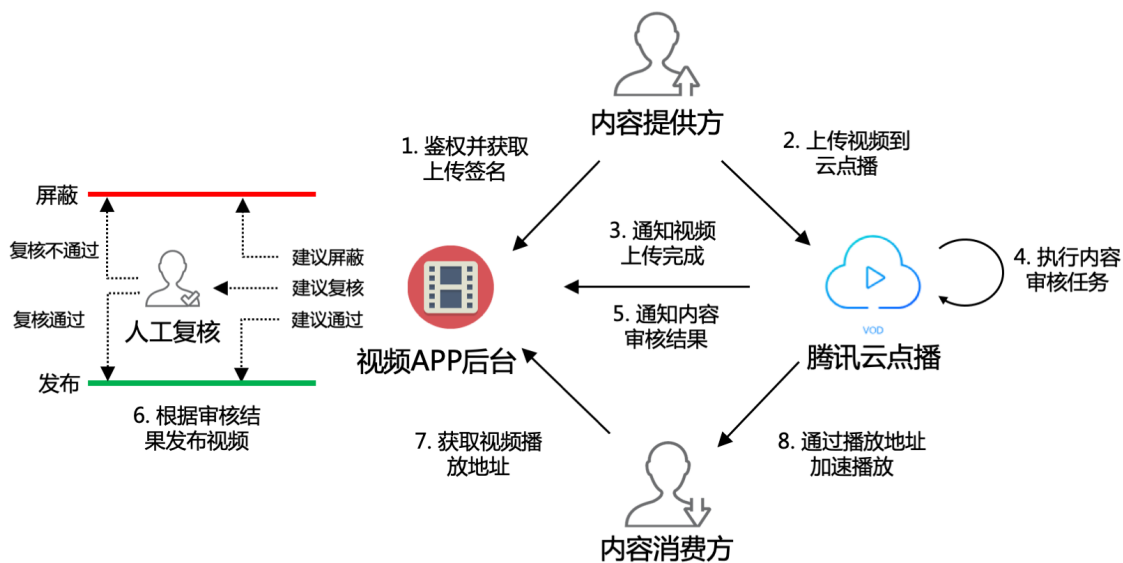 内容提供方
1. 鉴权并获取
上传签名
2. 上传视频到
云点播
屏蔽
复核不通过
建议屏蔽
建议复核
复核通过
建议通过
人工复核
发布
6. 根据审核结
果发布视频
3. 通知视频
上传完成
5. 通知内容
审核结果
视频APP后台
4. 执行内容
审核任务
VOD
腾讯云点播
7. 获取视频播
放地址
8. 通过播放地址
加速播放
内容消费方